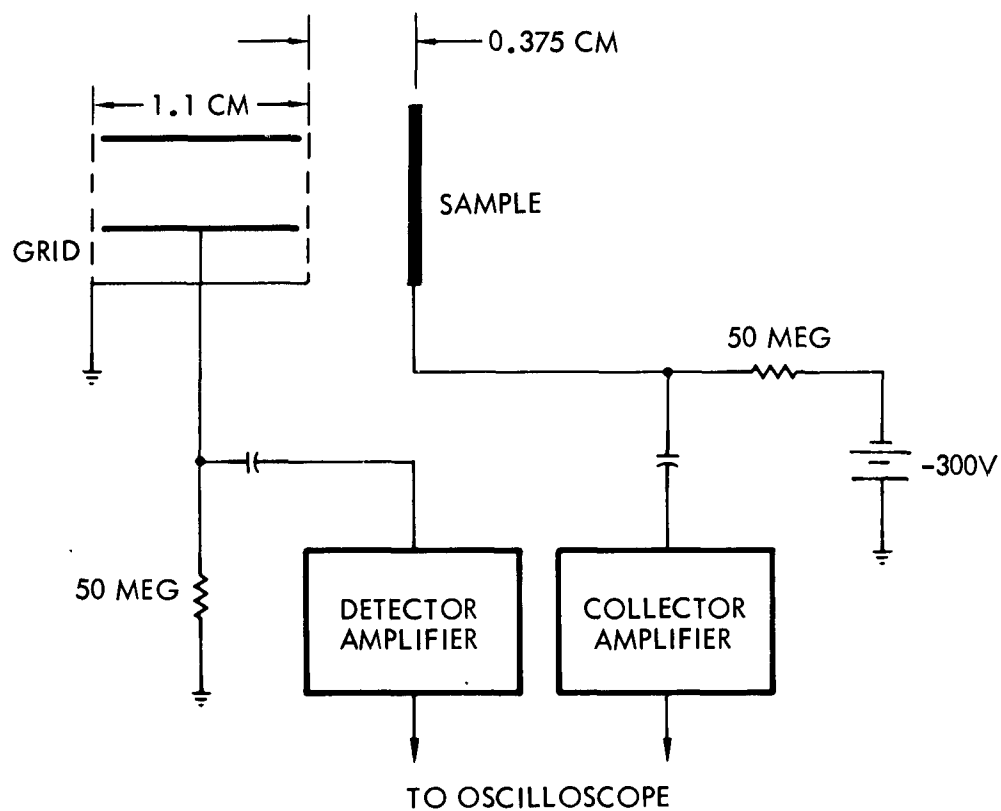 0.375 CM
1.1 CM
SAMPLE
GRID
50 MEG
-300V
50 MEG
DETECTOR
AMPLIFIER
COLLECTOR
AMPLIFIER
TO OSCILLOSCOPE